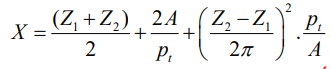 X = (Z₁ + Z₂)/2 + 2A/pₜ + ((Z₂ − Z₁)/2π)² . pₜ/A